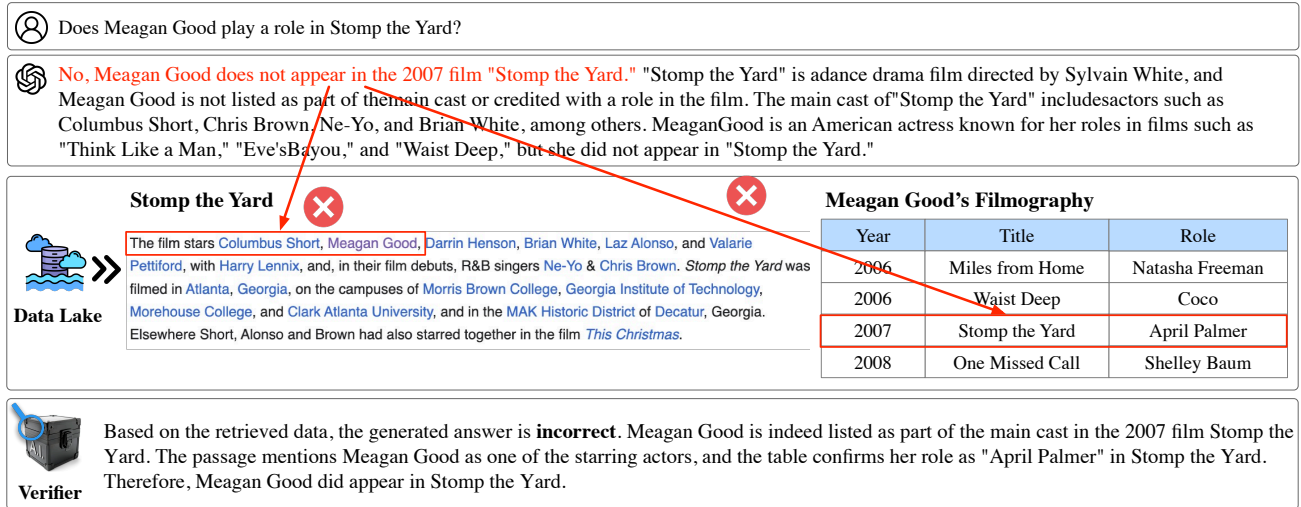 Does Meagan Good play a role in Stomp the Yard?
No, Meagan Good does not appear in the 2007 film "Stomp the Yard." "Stomp the Yard" is adance drama film directed by Sylvain White, and
Meagan Good is not listed as part of themain cast or credited with a role in the film. The main cast of"Stomp the Yard" includesactors such as
Columbus Short, Chris Brown, Ne-Yo, and Brian White, among others. MeaganGood is an American actress known for her roles in films such as
"Think Like a Man," "Eve'sBayou," and "Waist Deep," but she did not appear in "Stomp the Yard."
Data Lake
Stomp the Yard
The film stars Columbus Short, Meagan Good, Darrin Henson, Brian White, Laz Alonso, and Valarie
Pettiford, with Harry Lennix, and, in their film debuts, R&B singers Ne-Yo & Chris Brown. Stomp the Yard was
filmed in Atlanta, Georgia, on the campuses of Morris Brown College, Georgia Institute of Technology,
Morehouse College, and Clark Atlanta University, and in the MAK Historic District of Decatur, Georgia.
Elsewhere Short, Alonso and Brown had also starred together in the film This Christmas.
Meagan Good's Filmography
Year Title Role
2006 Miles from Home Natasha Freeman
2006 Waist Deep Coco
2007 Stomp the Yard April Palmer
2008 One Missed Call Shelley Baum
Verifier
Based on the retrieved data, the generated answer is incorrect. Meagan Good is indeed listed as part of the main cast in the 2007 film Stomp the
Yard. The passage mentions Meagan Good as one of the starring actors, and the table confirms her role as "April Palmer" in Stomp the Yard.
Therefore, Meagan Good did appear in Stomp the Yard.